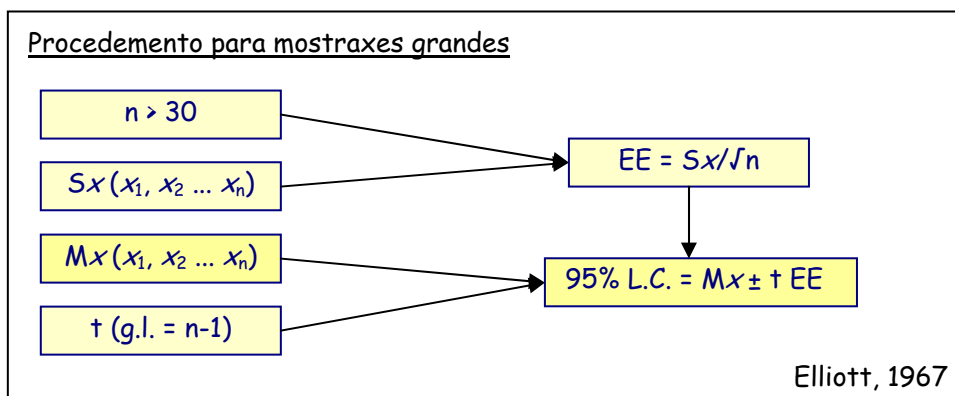 Procedemento para mostraxes grandes
n > 30
Sx (x₁, x₂ ... xₙ)
EE = Sx/√n
Mx (x₁, x₂ ... xₙ)
95% L.C. = Mx ± t EE
t (g.l. = n-1)
Elliott, 1967